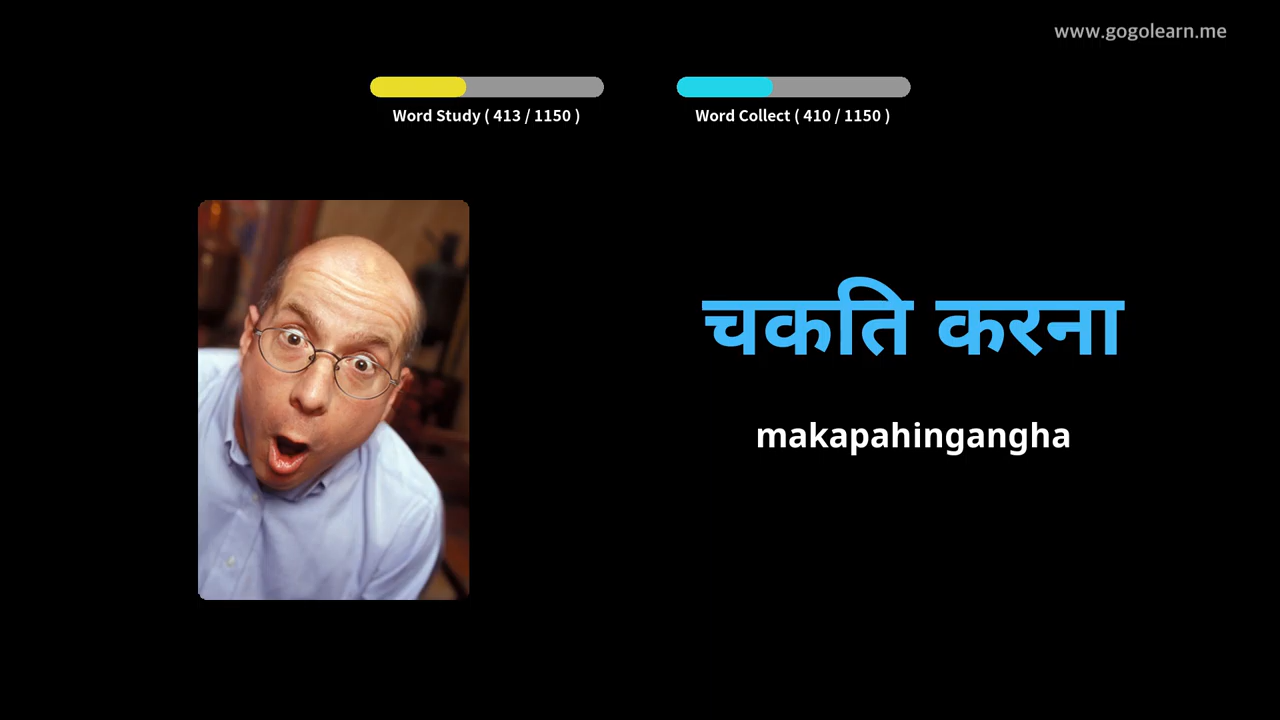 www.gogolearn.me
Word Study ( 413 / 1150 )
Word Collect ( 410 / 1150 )
चकति करना
makapahingangha